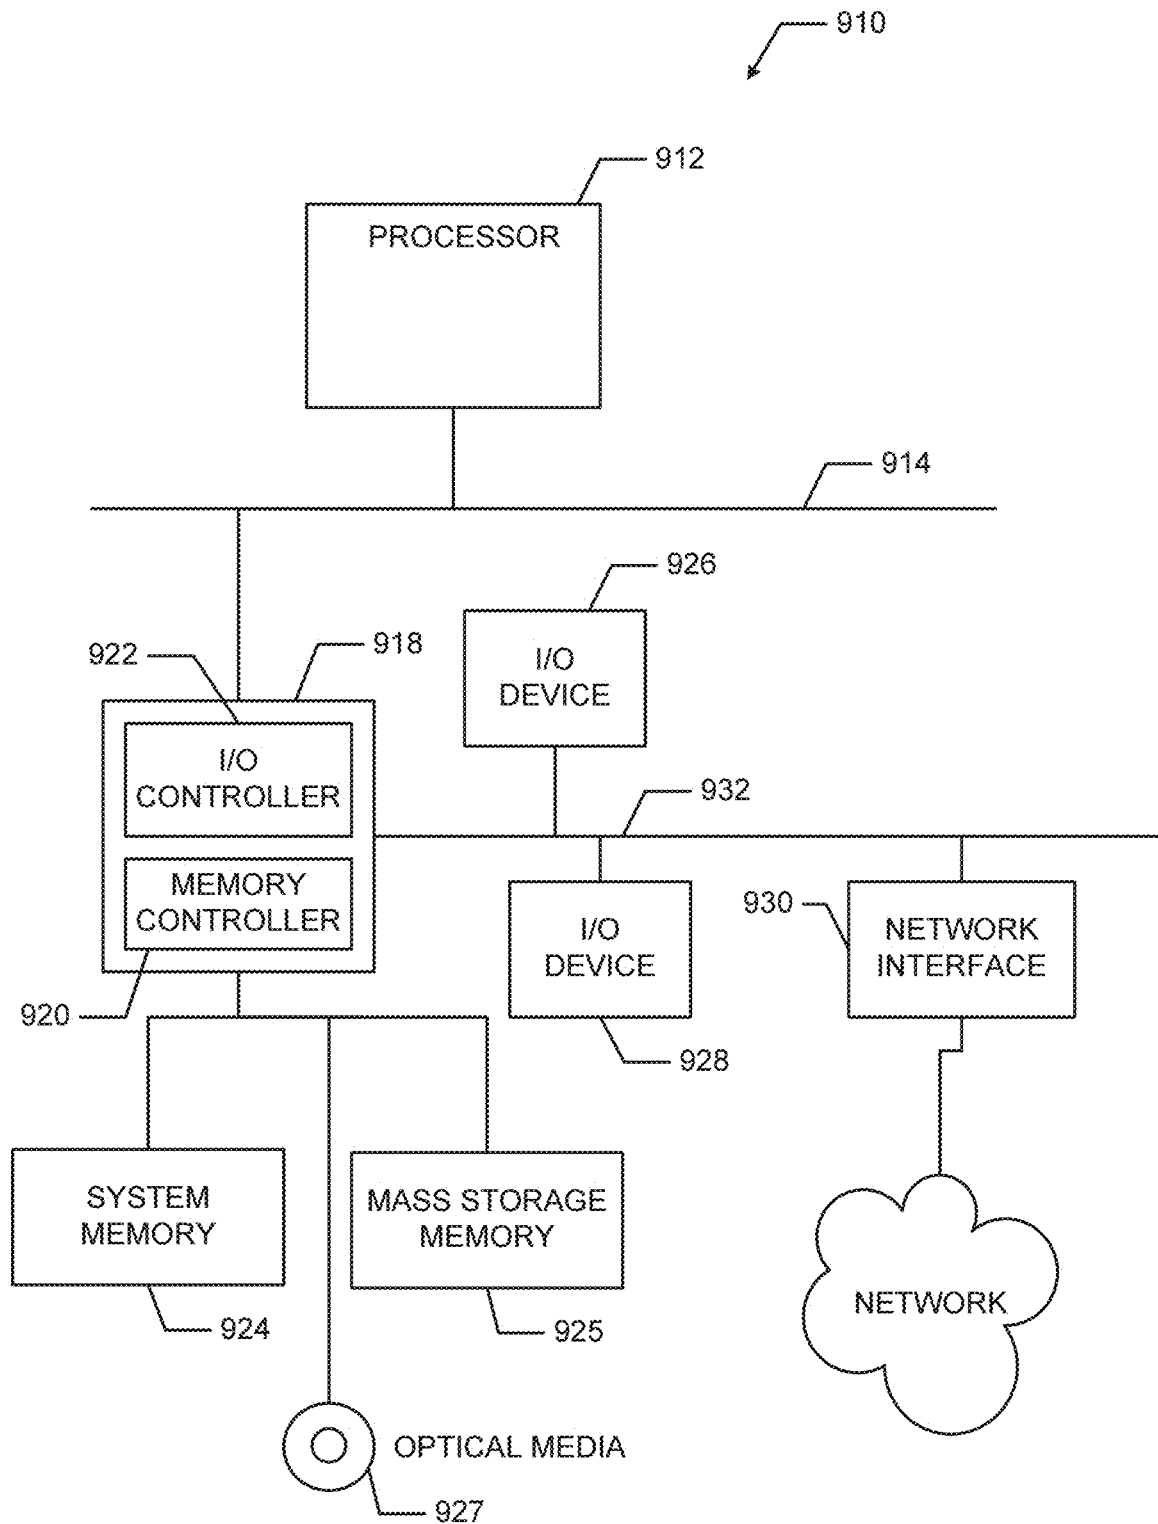 910
912
PROCESSOR
914
926
I/O
DEVICE
922
918
I/O
CONTROLLER
932
MEMORY
CONTROLLER
920
I/O
DEVICE
928
930
NETWORK
INTERFACE
SYSTEM
MEMORY
924
MASS STORAGE
MEMORY
925
NETWORK
OPTICAL MEDIA
927